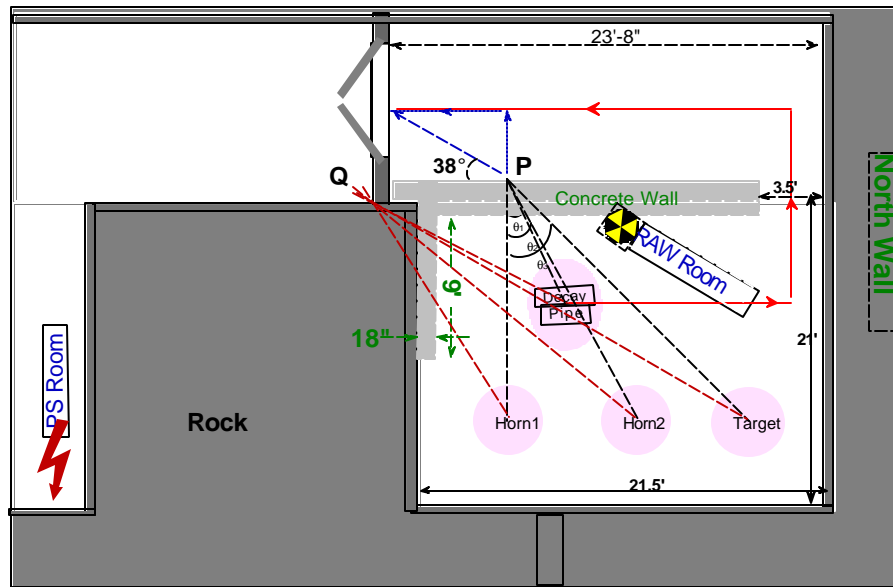 23'-8"
38°
P
Q
Concrete Wall
3.5'
North Wall
θ1
θ2
θ3
RAW Room
9'
Decay
Pipe
18"
21'
PS Room
Rock
Horn1
Horn2
Target
21.5'